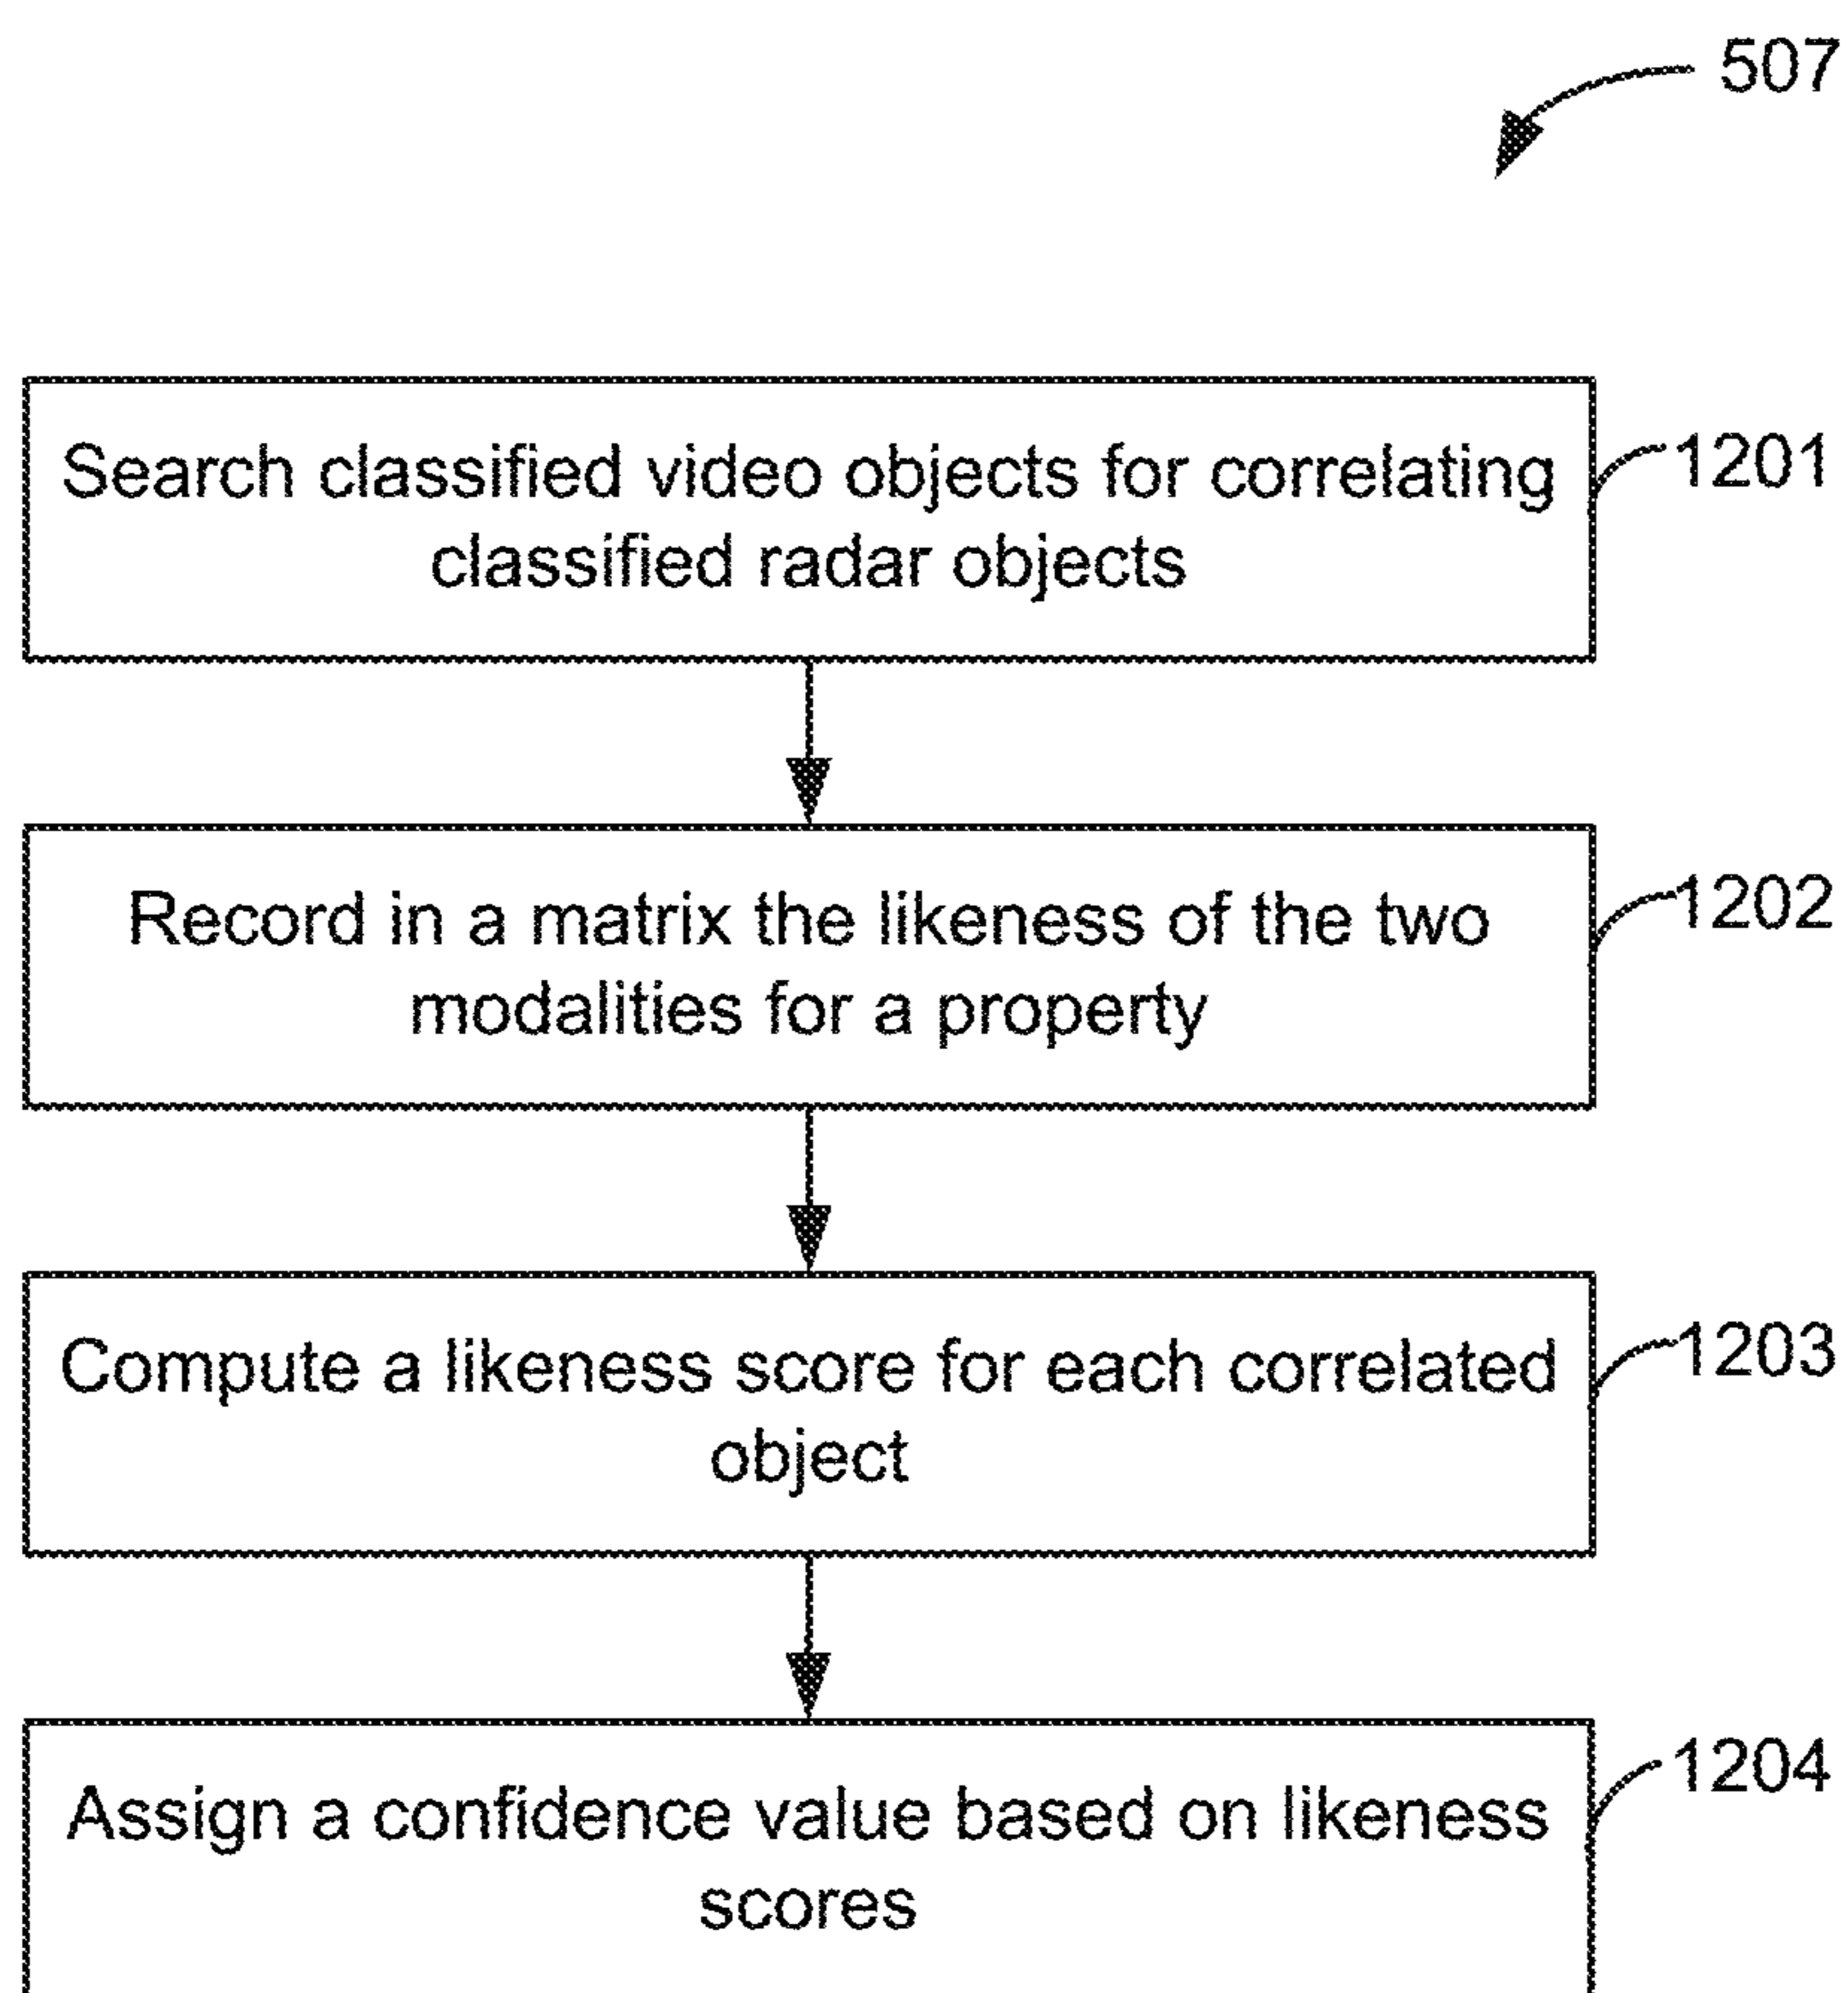 507
Search classified video objects for correlating
classified radar objects
1201
Record in a matrix the likeness of the two
modalities for a property
1202
Compute a likeness score for each correlated
object
1203
Assign a confidence value based on likeness
scores
1204